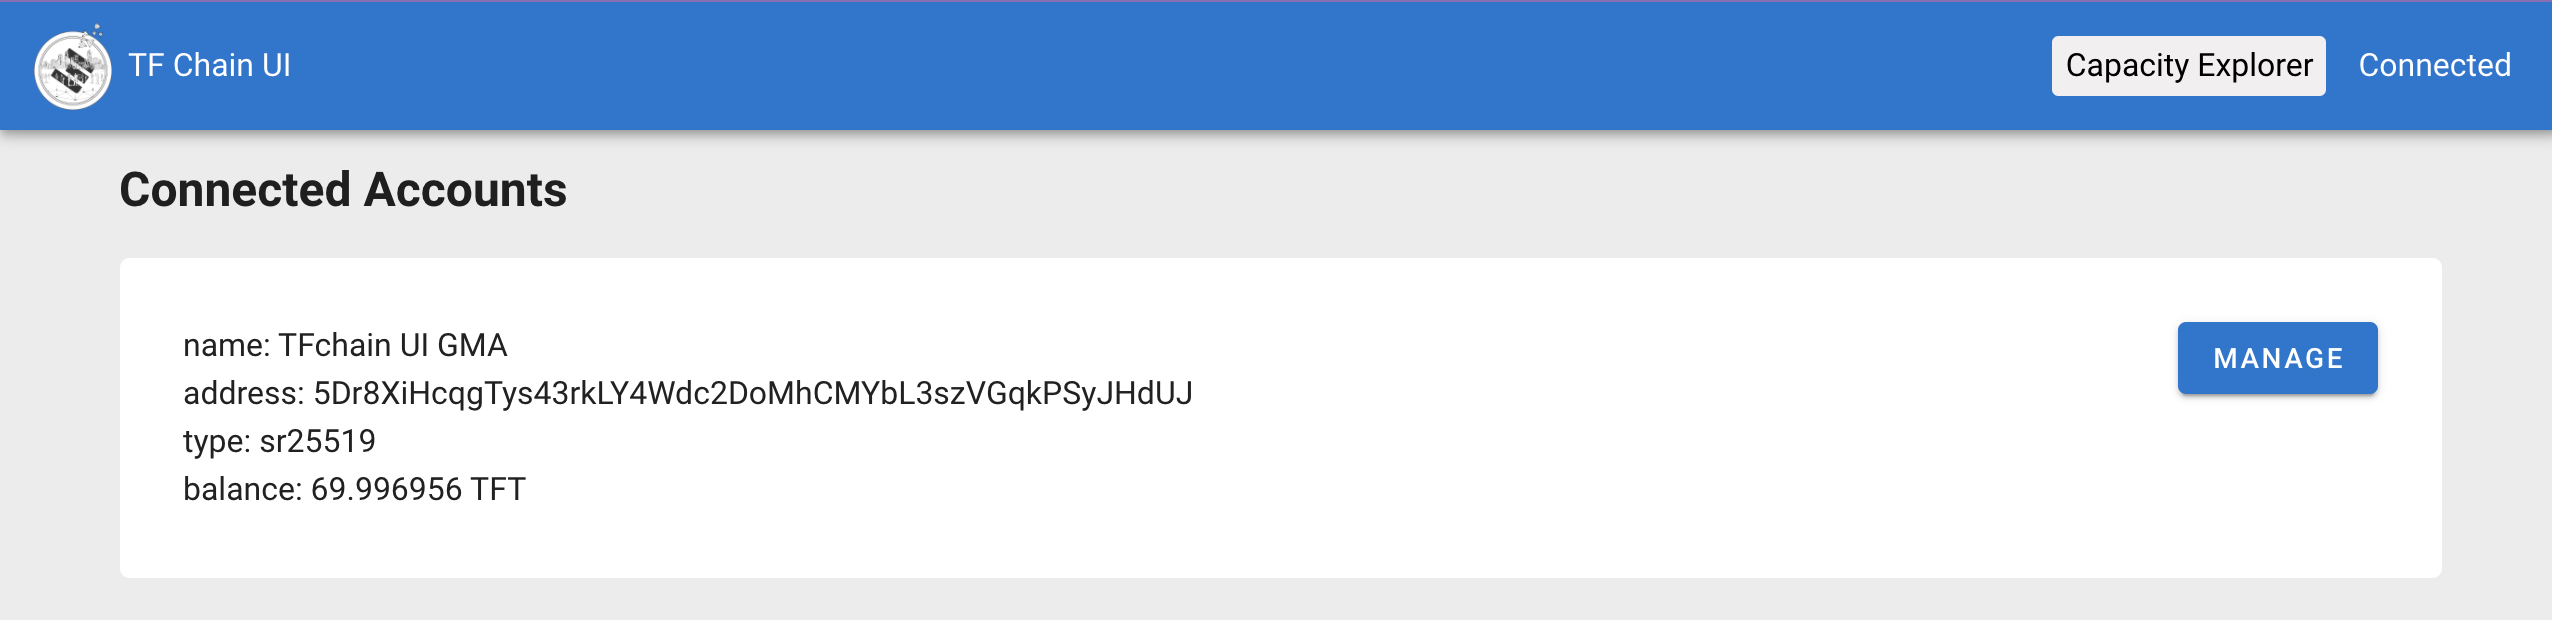 TF Chain UI
Capacity Explorer
Connected
Connected Accounts
name: TFchain UI GMA
MANAGE
address: 5Dr8XiHcqgTys43rkLY4Wdc2DoMhCMYbL3szVGqkPSyJHdUJ
type: sr25519
balance: 69.996956 TFT